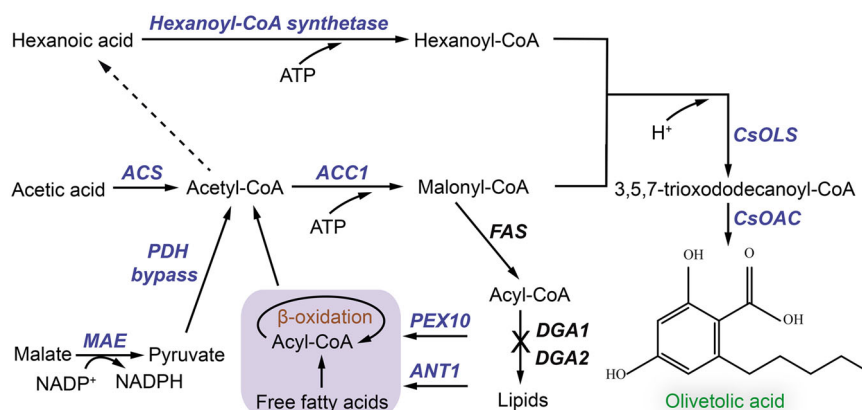 Hexanoic acid
Hexanoyl-CoA synthetase
ATP
Hexanoyl-CoA
H⁺
CsOLS
Acetic acid
ACS
Acetyl-CoA
ACC1
ATP
Malonyl-CoA
3,5,7-trioxododecanoyl-CoA
CsOAC
FAS
PDH
bypass
Acyl-CoA
OH
O
OH
HO
β-oxidation
Acyl-CoA
Free fatty acids
PEX10
ANT1
DGA1
DGA2
Lipids
Malate
MAE
Pyruvate
NADP⁺
NADPH
Olivetolic acid